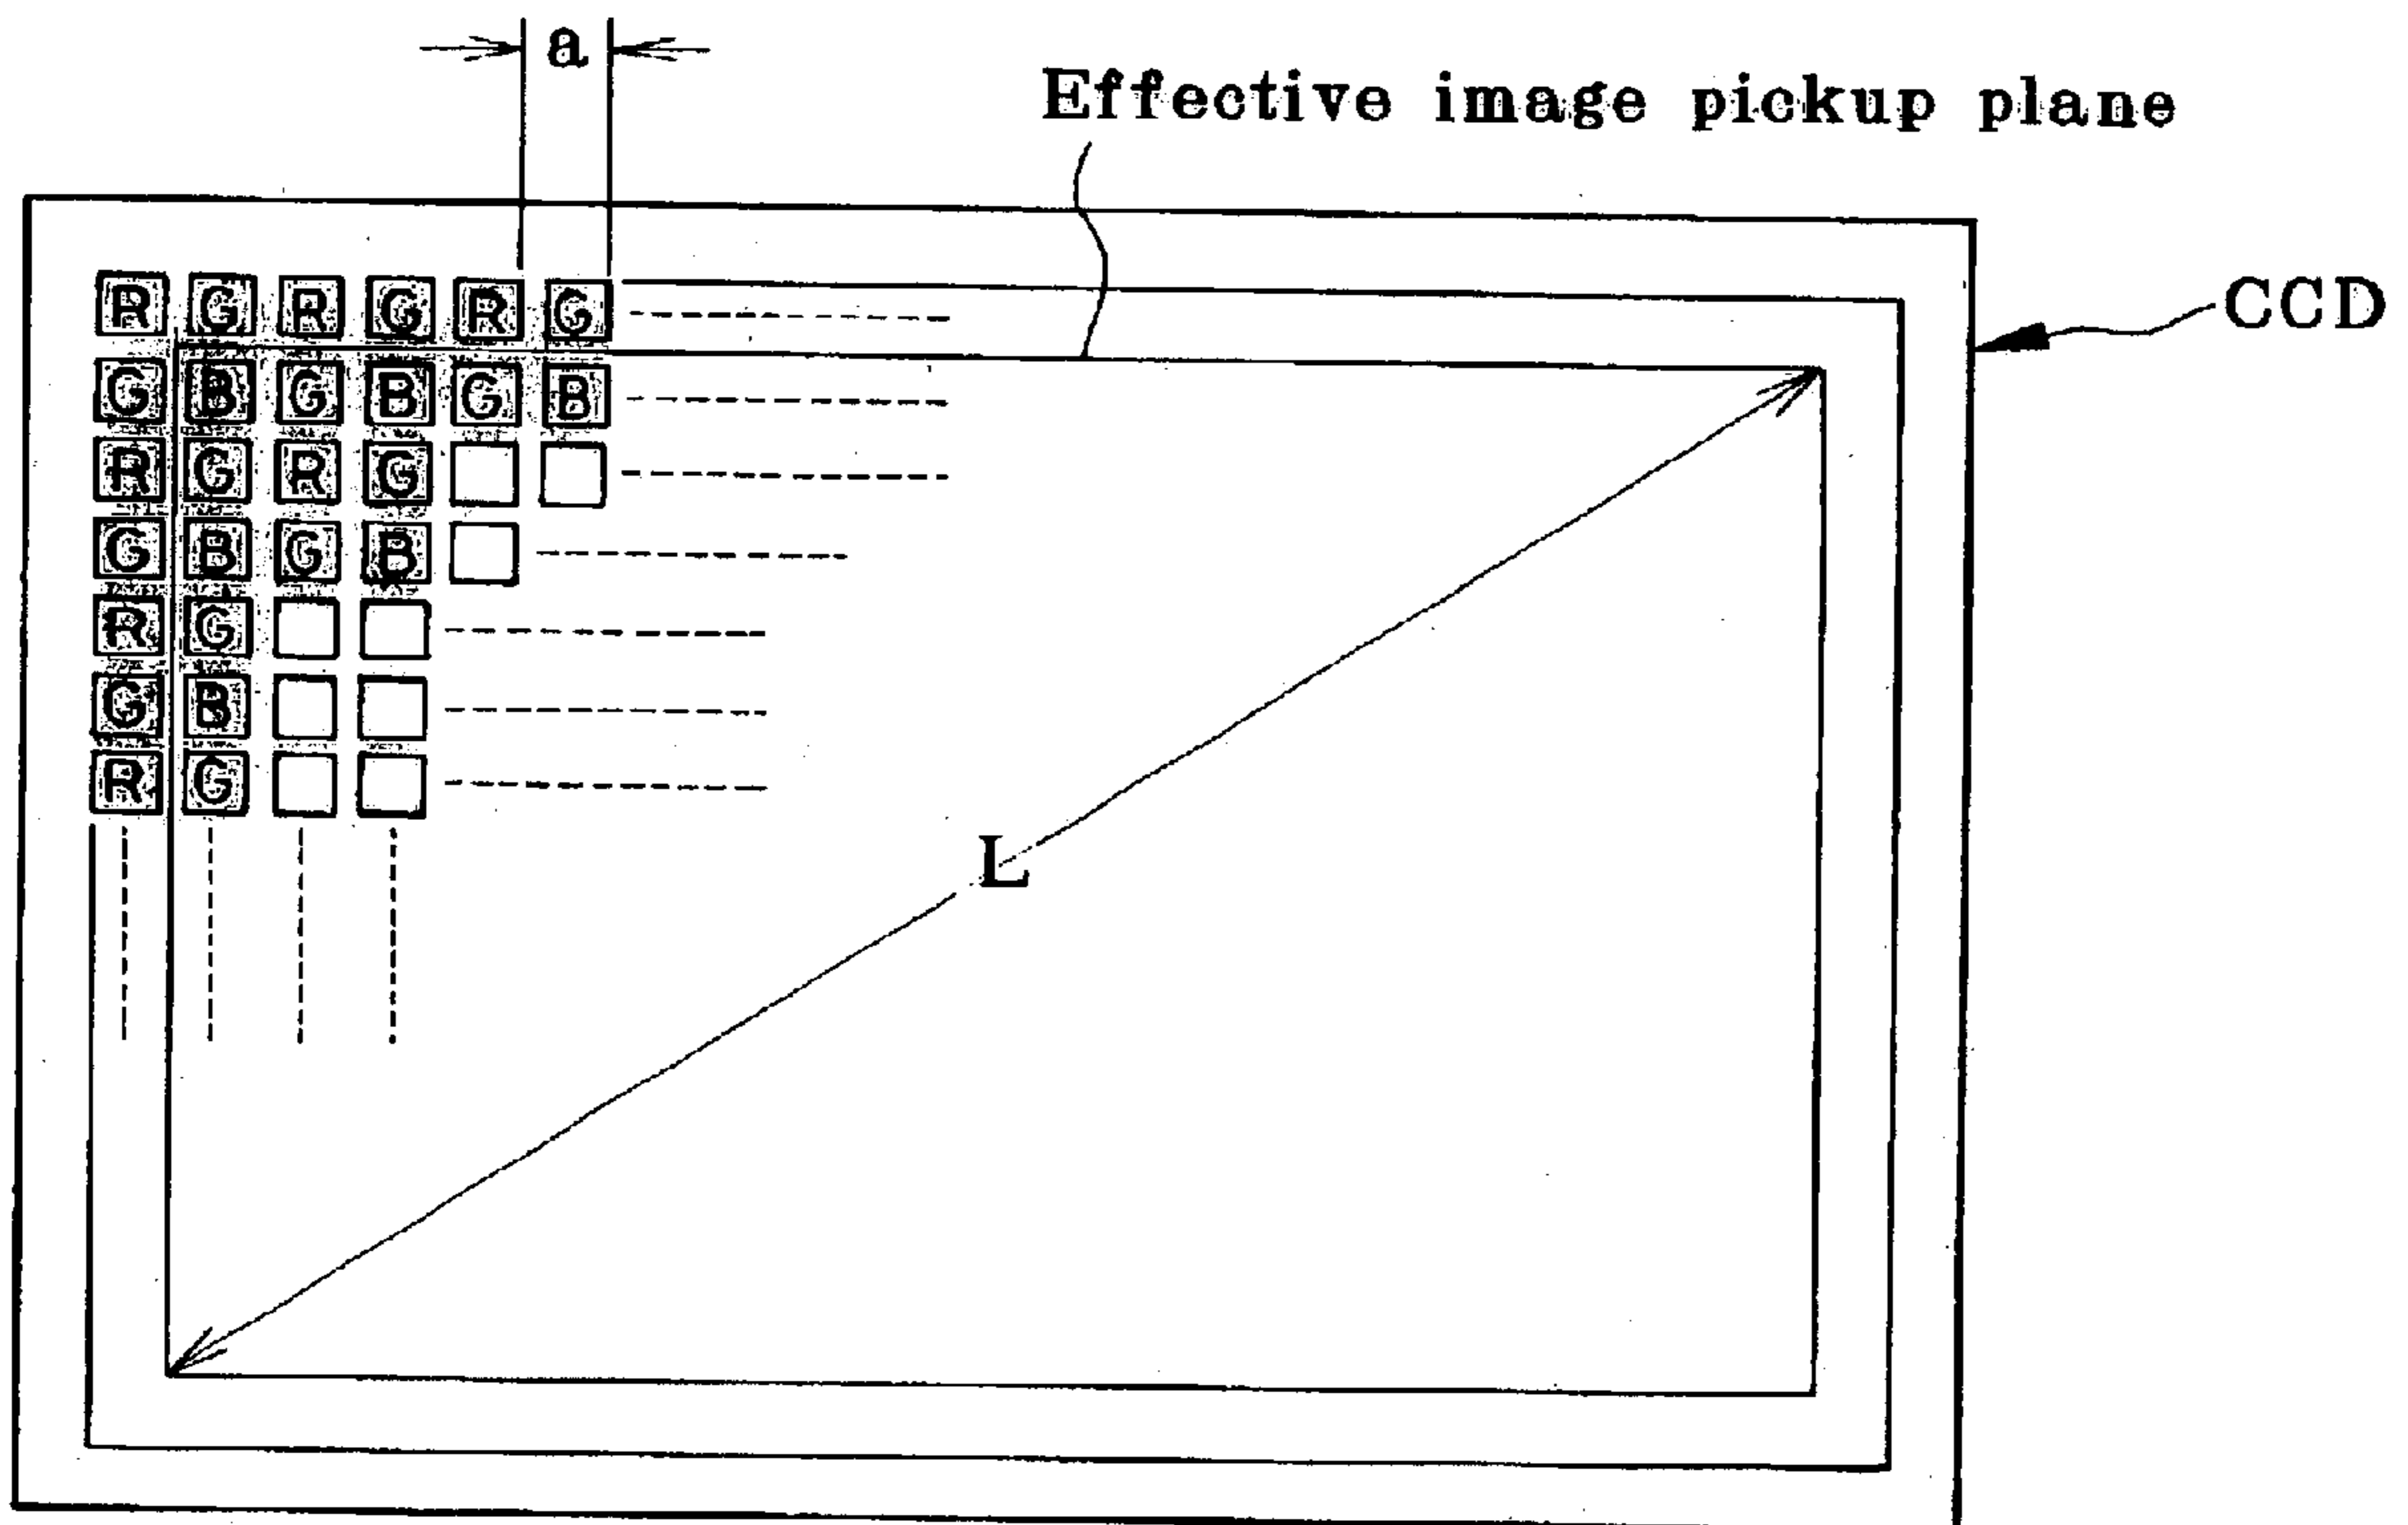 a
Effective image pickup plane
CCD
R G R G R G
G B G B G B
R G R G
G B G B
R G
G B
R G
L